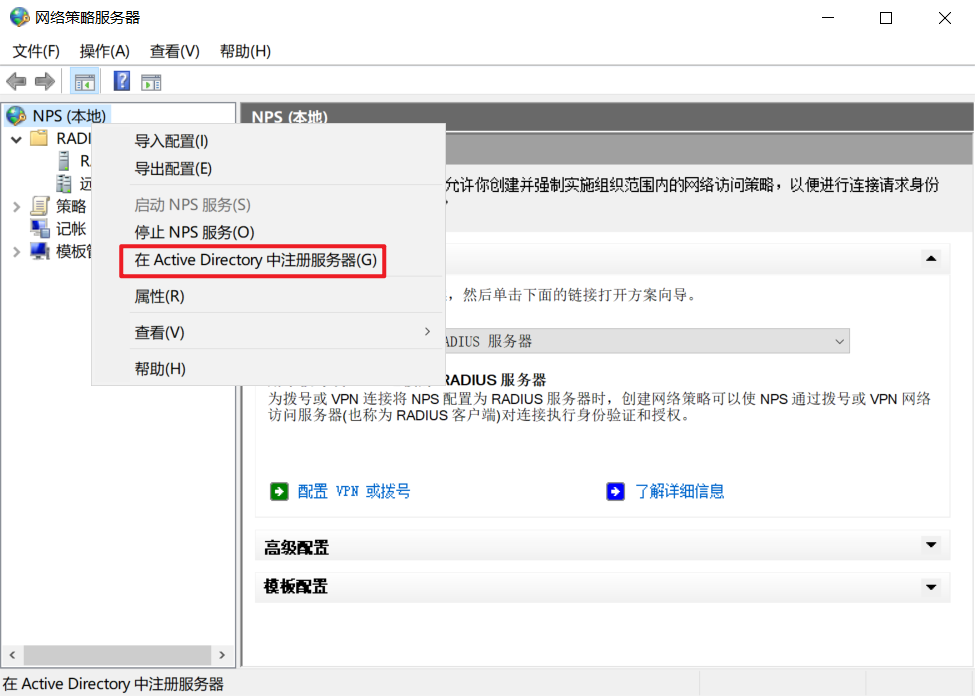 网络策略服务器
文件(F) 操作(A) 查看(V) 帮助(H)
NPS (本地)
RADI
R
远
策略
记帐
模板管
导入配置(I)
导出配置(E)
启动 NPS 服务(S)
停止 NPS 服务(O)
在 Active Directory 中注册服务器(G)
属性(R)
查看(V)
帮助(H)
NPS (本地)
允许你创建并强制实施组织范围内的网络访问策略，以便进行连接请求身份
，然后单击下面的链接打开方案向导。
ADIUS 服务器
RADIUS 服务器
为拨号或 VPN 连接将 NPS 配置为 RADIUS 服务器时，创建网络策略可以使 NPS 通过拨号或 VPN 网络
访问服务器(也称为 RADIUS 客户端)对连接执行身份验证和授权。
配置 VPN 或拨号
了解详细信息
高级配置
模板配置
在 Active Directory 中注册服务器